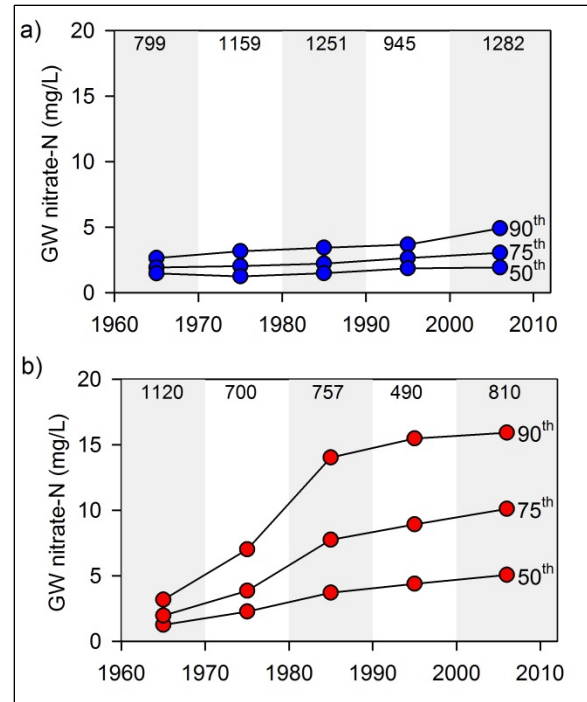 a)
GW nitrate-N (mg/L)
20
15
10
5
0
799 1159 1251 945 1282
90th
75th
50th
1960 1970 1980 1990 2000 2010
b)
GW nitrate-N (mg/L)
20
15
10
5
0
1120 700 757 490 810
90th
75th
50th
1960 1970 1980 1990 2000 2010